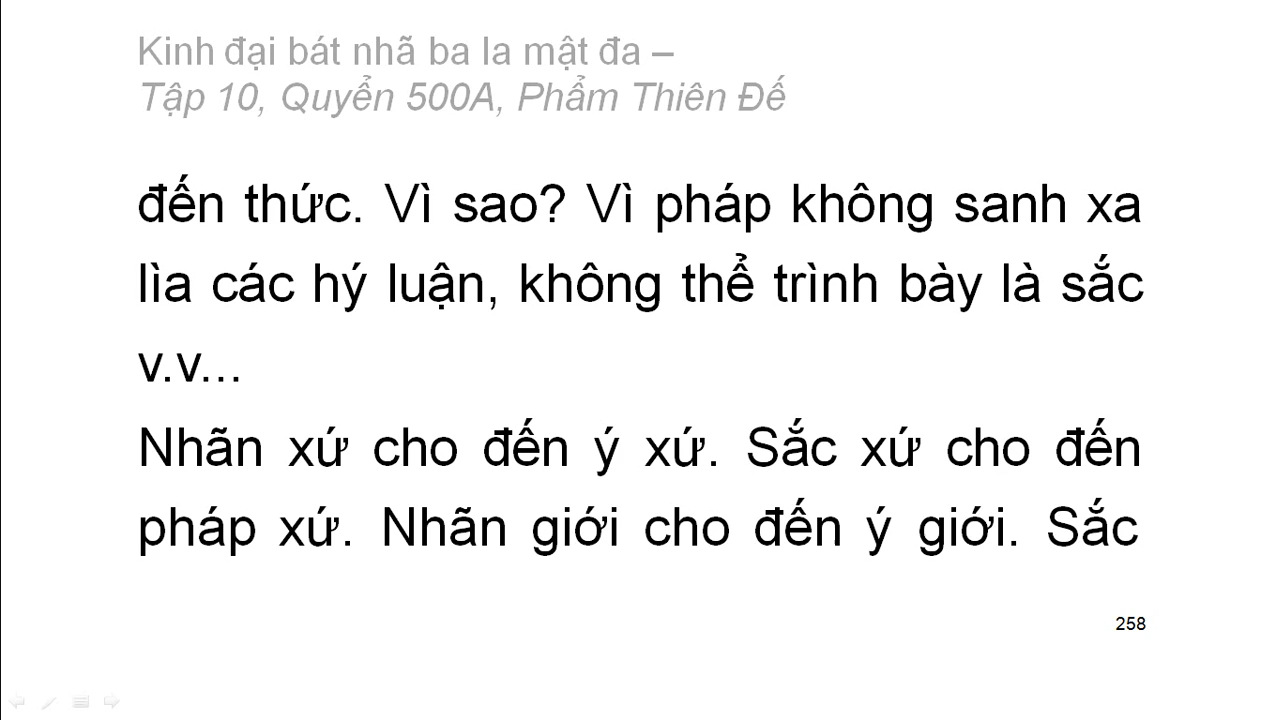 Kinh đại bát nhã ba la mật đa –
Tập 10, Quyển 500A, Phẩm Thiên Đế
đến thức. Vì sao? Vì pháp không sanh xa
lìa các hý luận, không thể trình bày là sắc
v.v...
Nhãn xứ cho đến ý xứ. Sắc xứ cho đến
pháp xứ. Nhãn giới cho đến ý giới. Sắc
258